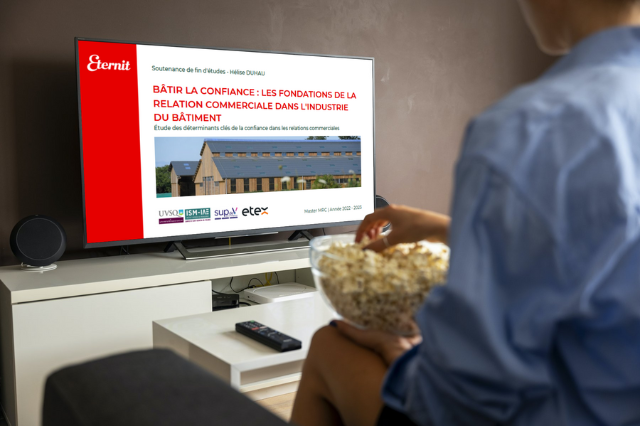 Eternit
Soutenance de fin d'études - Hélise DUHAU
BÂTIR LA CONFIANCE : LES FONDATIONS DE LA
RELATION COMMERCIALE DANS L'INDUSTRIE
DU BÂTIMENT
Étude des déterminants clés de la confiance dans les relations commerciales
UVSQ ISM-IAE sup de V etex
Master MRC | Année 2022 - 2023